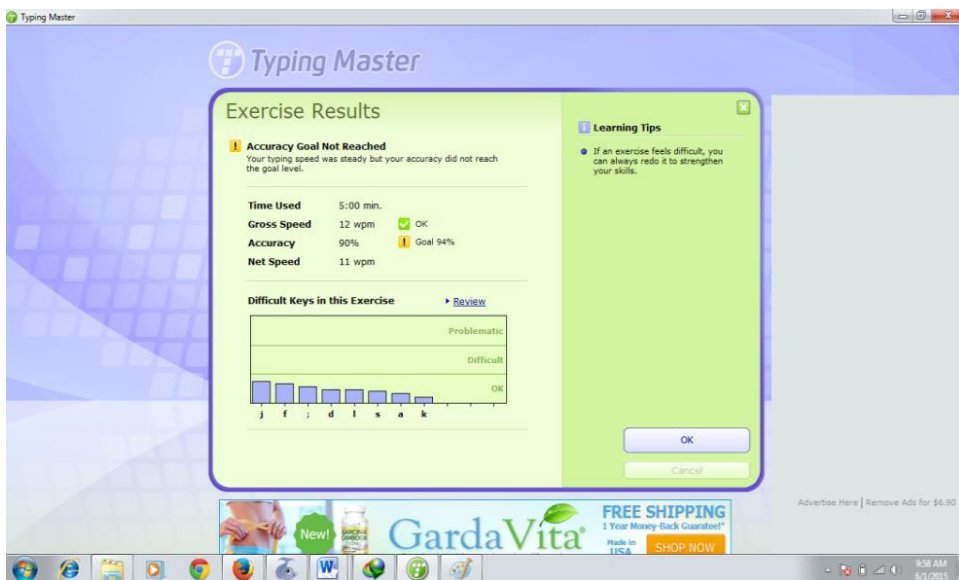 Typing Master
Typing Master
Exercise Results
Accuracy Goal Not Reached
Your typing speed was steady but your accuracy did not reach
the goal level.
Time Used 5:00 min.
Gross Speed 12 wpm OK
Accuracy 90% Goal 94%
Net Speed 11 wpm
Difficult Keys in this Exercise Review
Problematic
Difficult
OK
j f ; d l s a k
Learning Tips
If an exercise feels difficult, you
can always redo it to strengthen
your skills.
OK
Cancel
Advertise Here | Remove Ads for $6.90
New!
GARCINIA
CAMBOGIA
GardaVita
FREE SHIPPING
1 Year Money-Back Guarantee!*
Made in
USA
SHOP NOW
9:58 AM
6/1/2015